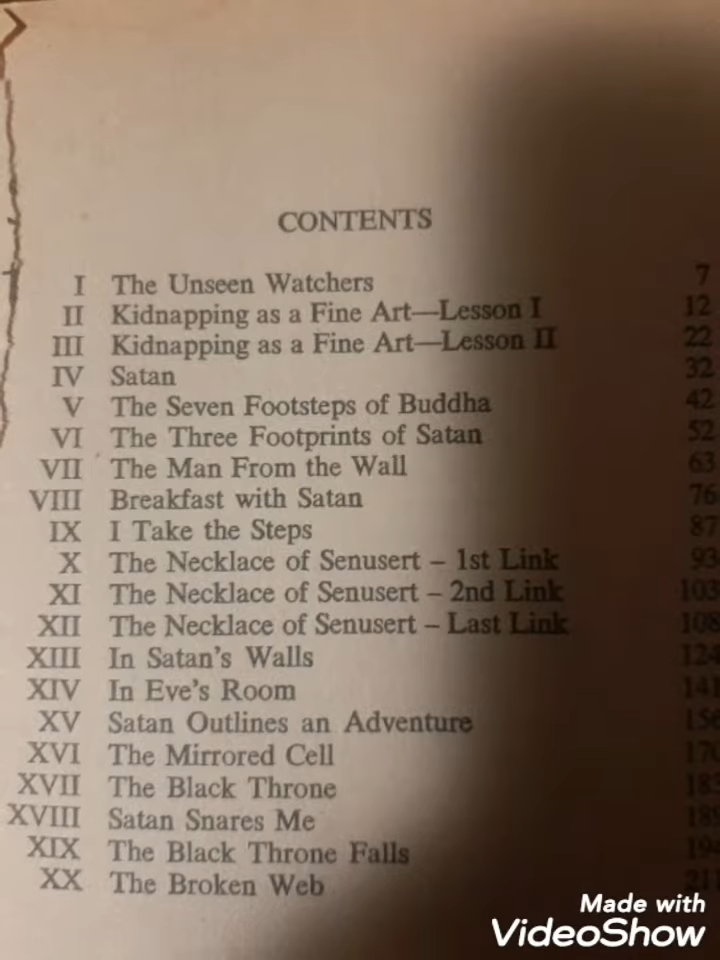 CONTENTS
I The Unseen Watchers 7
II Kidnapping as a Fine Art—Lesson I 12
III Kidnapping as a Fine Art—Lesson II 22
IV Satan 32
V The Seven Footsteps of Buddha 42
VI The Three Footprints of Satan 52
VII The Man From the Wall 63
VIII Breakfast with Satan 76
IX I Take the Steps 87
X The Necklace of Senusert – 1st Link 93
XI The Necklace of Senusert – 2nd Link 103
XII The Necklace of Senusert – Last Link 108
XIII In Satan's Walls 124
XIV In Eve's Room 141
XV Satan Outlines an Adventure 156
XVI The Mirrored Cell 170
XVII The Black Throne
XVIII Satan Snares Me
XIX The Black Throne Falls
XX The Broken Web
Made with
VideoShow